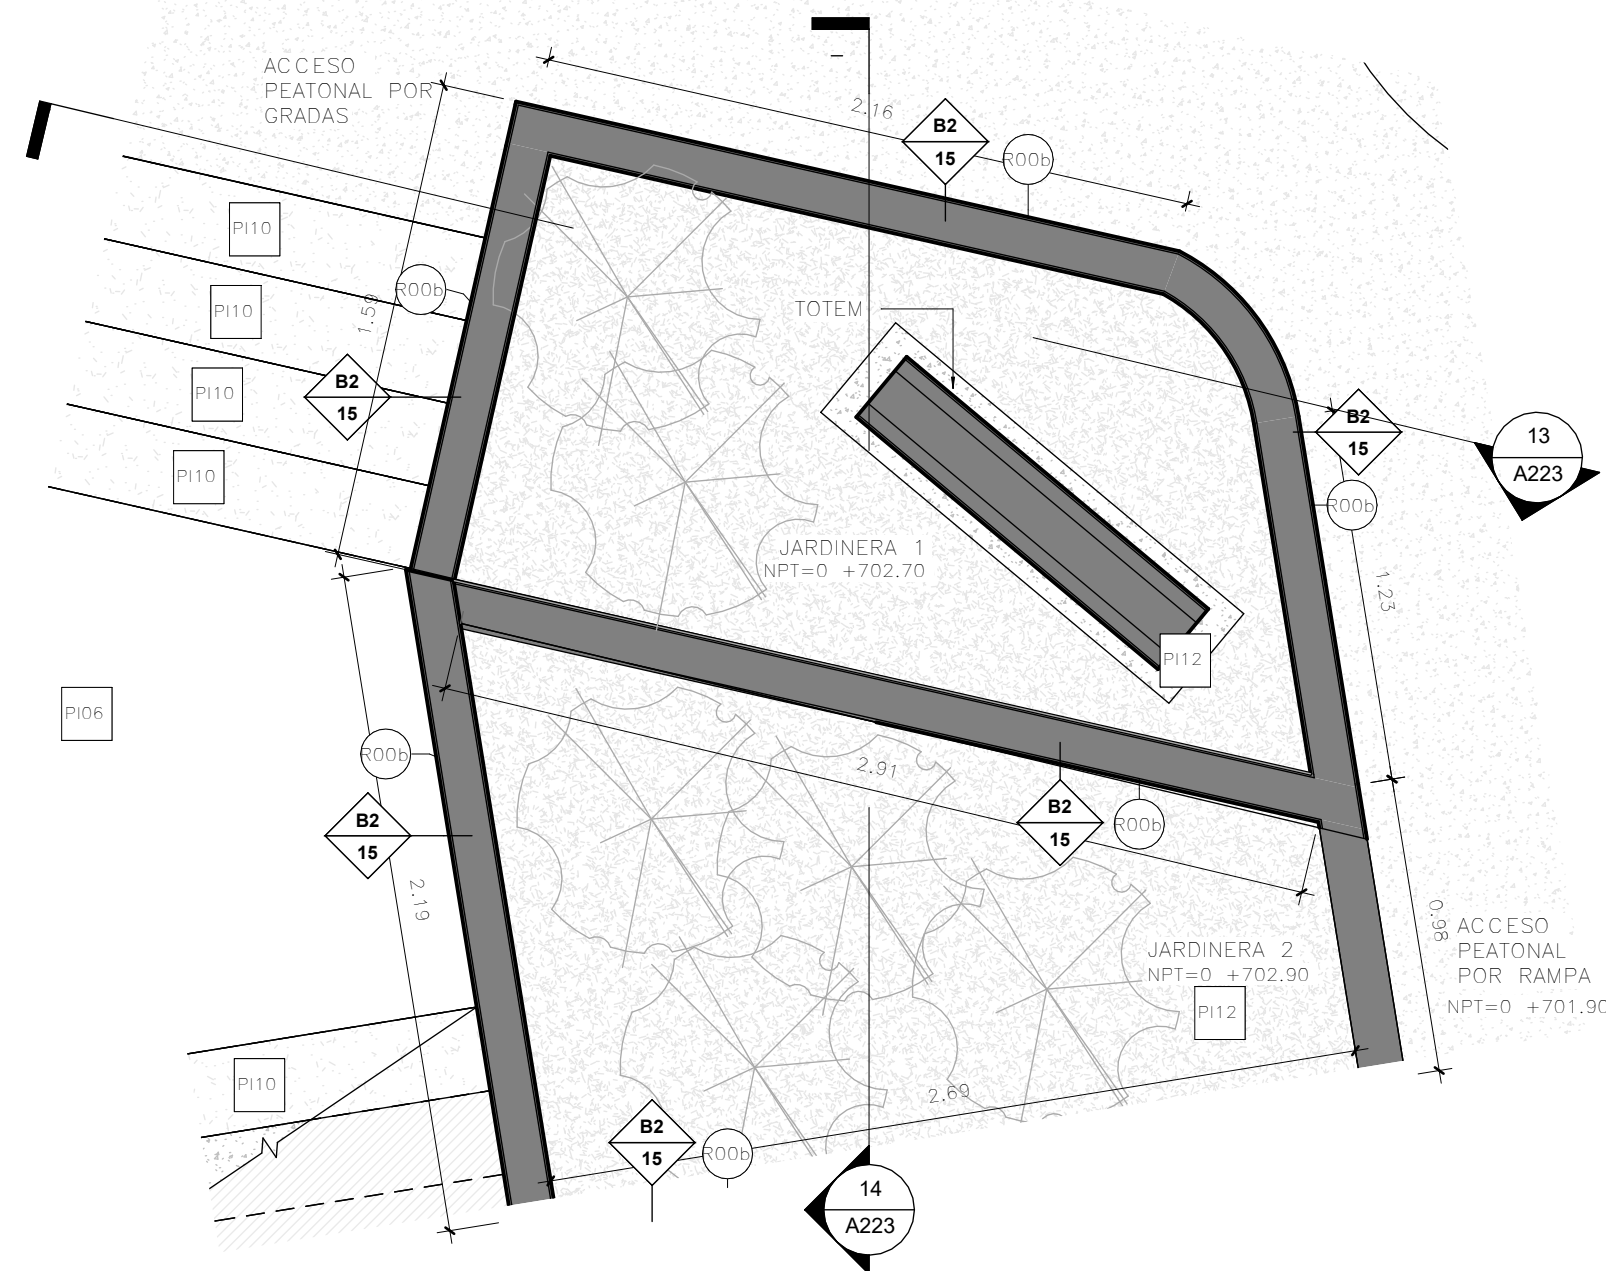 ACCESO
PEATONAL POR
GRADAS
2.16
B2
15
R00b
PI10
R00b
1.59
PI10
TOTEM
B2
15
PI10
B2
15
13
A223
PI10
R00b
JARDINERA 1
NPT=0 +702.70
1.23
PI12
PI06
R00b
2.91
B2
15
R00b
B2
15
2.19
0.98
ACCESO
PEATONAL
POR RAMPA
NPT=0 +701.90
JARDINERA 2
NPT=0 +702.90
PI12
PI10
2.69
B2
15
R00b
14
A223